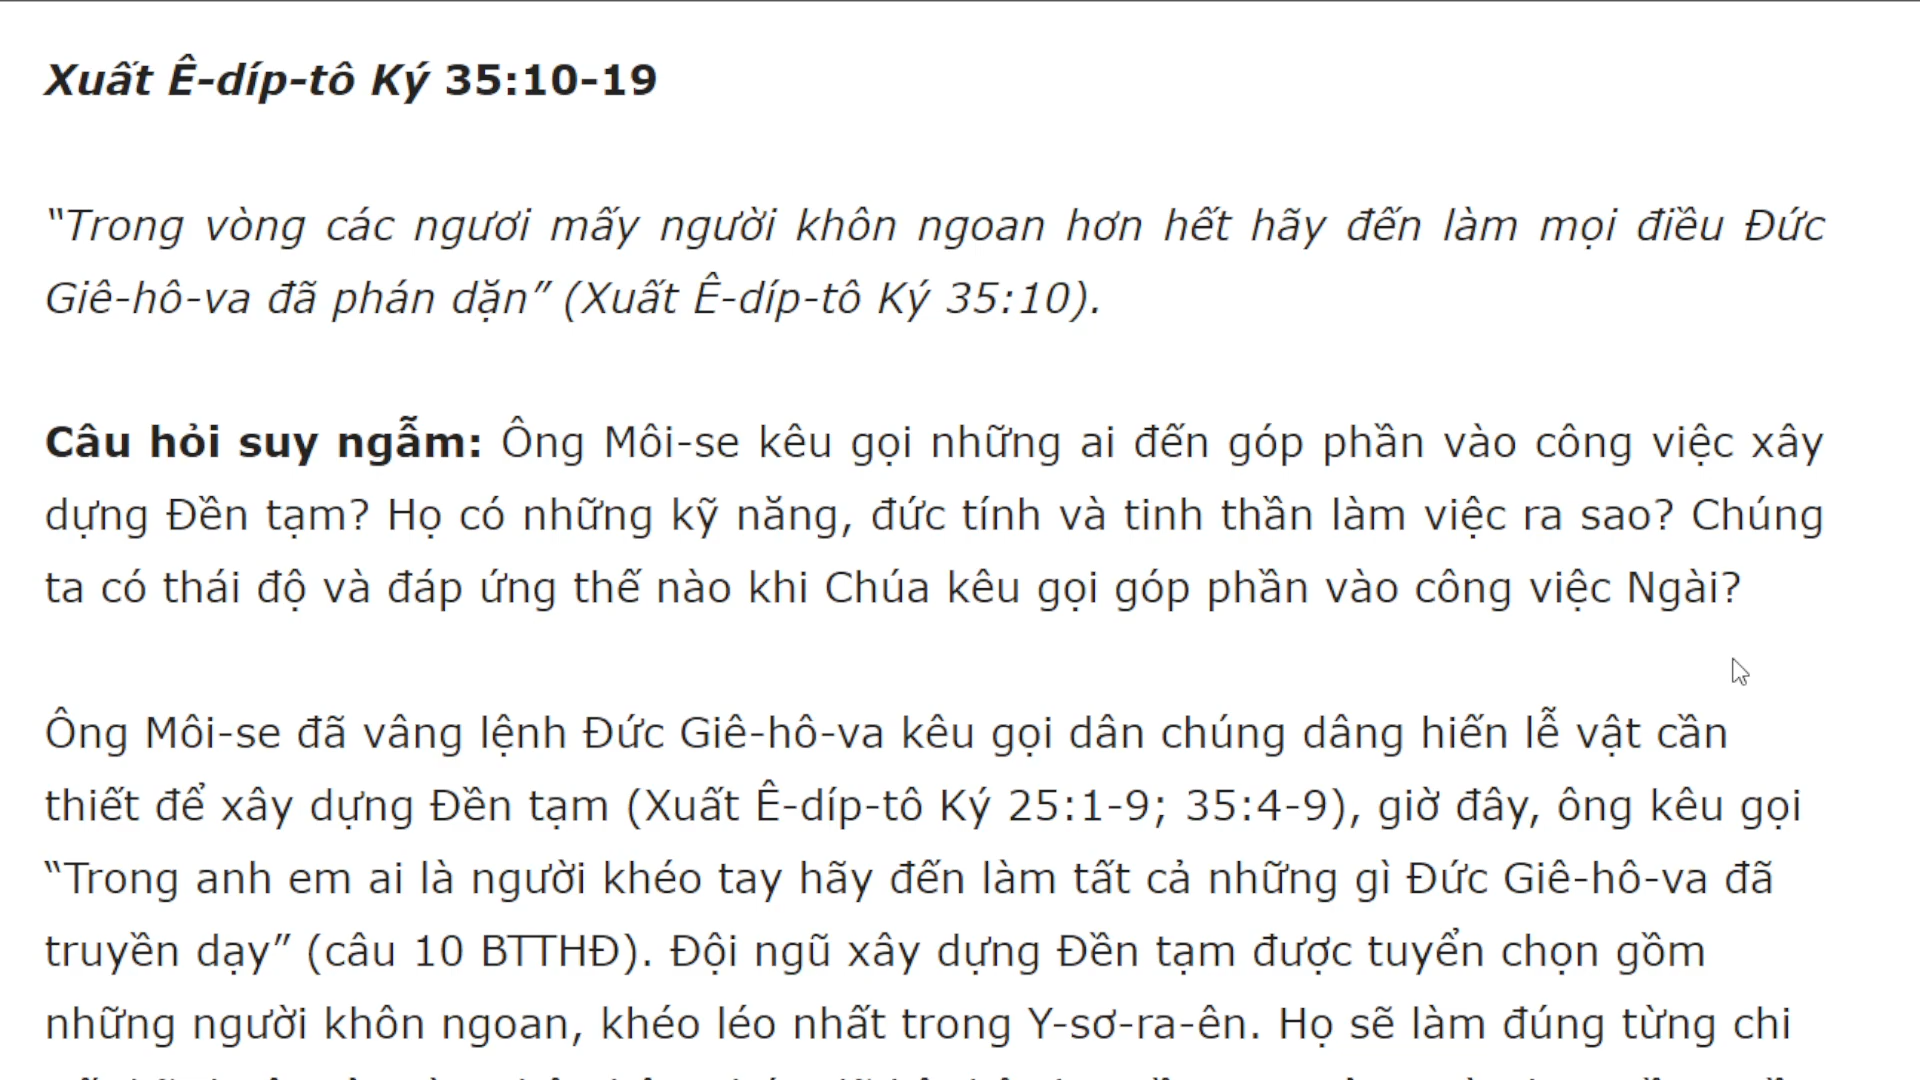 Xuất Ê-díp-tô Ký 35:10-19
“Trong vòng các ngươi mấy người khôn ngoan hơn hết hãy đến làm mọi điều Đức
Giê-hô-va đã phán dặn” (Xuất Ê-díp-tô Ký 35:10).
Câu hỏi suy ngẫm: Ông Môi-se kêu gọi những ai đến góp phần vào công việc xây
dựng Đền tạm? Họ có những kỹ năng, đức tính và tinh thần làm việc ra sao? Chúng
ta có thái độ và đáp ứng thế nào khi Chúa kêu gọi góp phần vào công việc Ngài?
Ông Môi-se đã vâng lệnh Đức Giê-hô-va kêu gọi dân chúng dâng hiến lễ vật cần
thiết để xây dựng Đền tạm (Xuất Ê-díp-tô Ký 25:1-9; 35:4-9), giờ đây, ông kêu gọi
“Trong anh em ai là người khéo tay hãy đến làm tất cả những gì Đức Giê-hô-va đã
truyền dạy” (câu 10 BTTHĐ). Đội ngũ xây dựng Đền tạm được tuyển chọn gồm
những người khôn ngoan, khéo léo nhất trong Y-sơ-ra-ên. Họ sẽ làm đúng từng chi